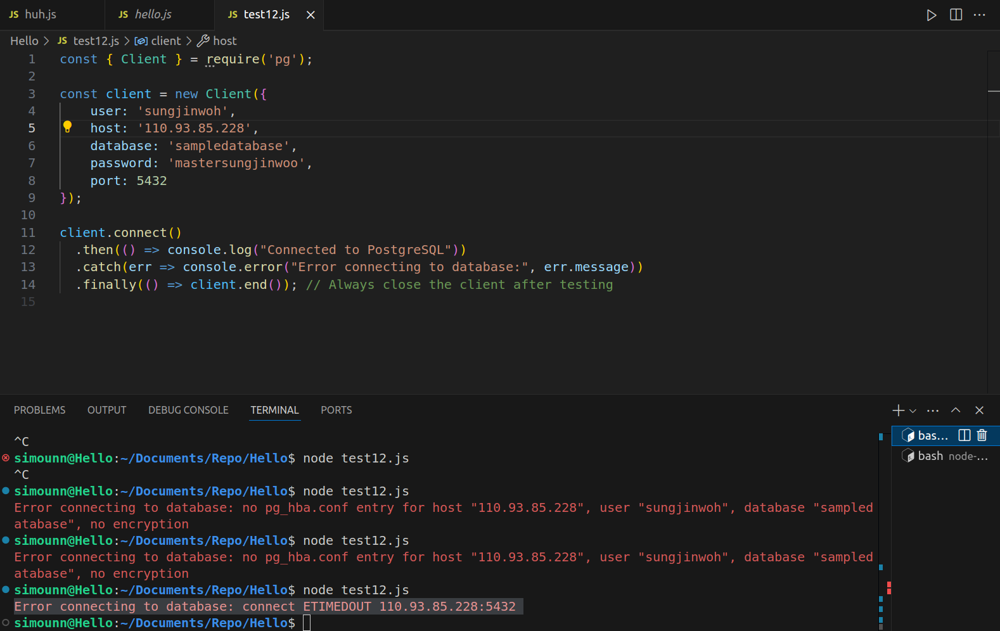 JS huh.js JS hello.js JS test12.js
Hello > JS test12.js > client > host
1 const { Client } = require('pg');
2
3 const client = new Client({
4 user: 'sungjinwoh',
5 host: '110.93.85.228',
6 database: 'sampledatabase',
7 password: 'mastersungjinwoo',
8 port: 5432
9 });
10
11 client.connect()
12 .then(() => console.log("Connected to PostgreSQL"))
13 .catch(err => console.error("Error connecting to database:", err.message))
14 .finally(() => client.end()); // Always close the client after testing
15
PROBLEMS OUTPUT DEBUG CONSOLE TERMINAL PORTS
^C
simounn@Hello:~/Documents/Repo/Hello$ node test12.js
^C
simounn@Hello:~/Documents/Repo/Hello$ node test12.js
Error connecting to database: no pg_hba.conf entry for host "110.93.85.228", user "sungjinwoh", database "sampled
atabase", no encryption
simounn@Hello:~/Documents/Repo/Hello$ node test12.js
Error connecting to database: no pg_hba.conf entry for host "110.93.85.228", user "sungjinwoh", database "sampled
atabase", no encryption
simounn@Hello:~/Documents/Repo/Hello$ node test12.js
Error connecting to database: connect ETIMEDOUT 110.93.85.228:5432
simounn@Hello:~/Documents/Repo/Hello$
bas...
bash node-...